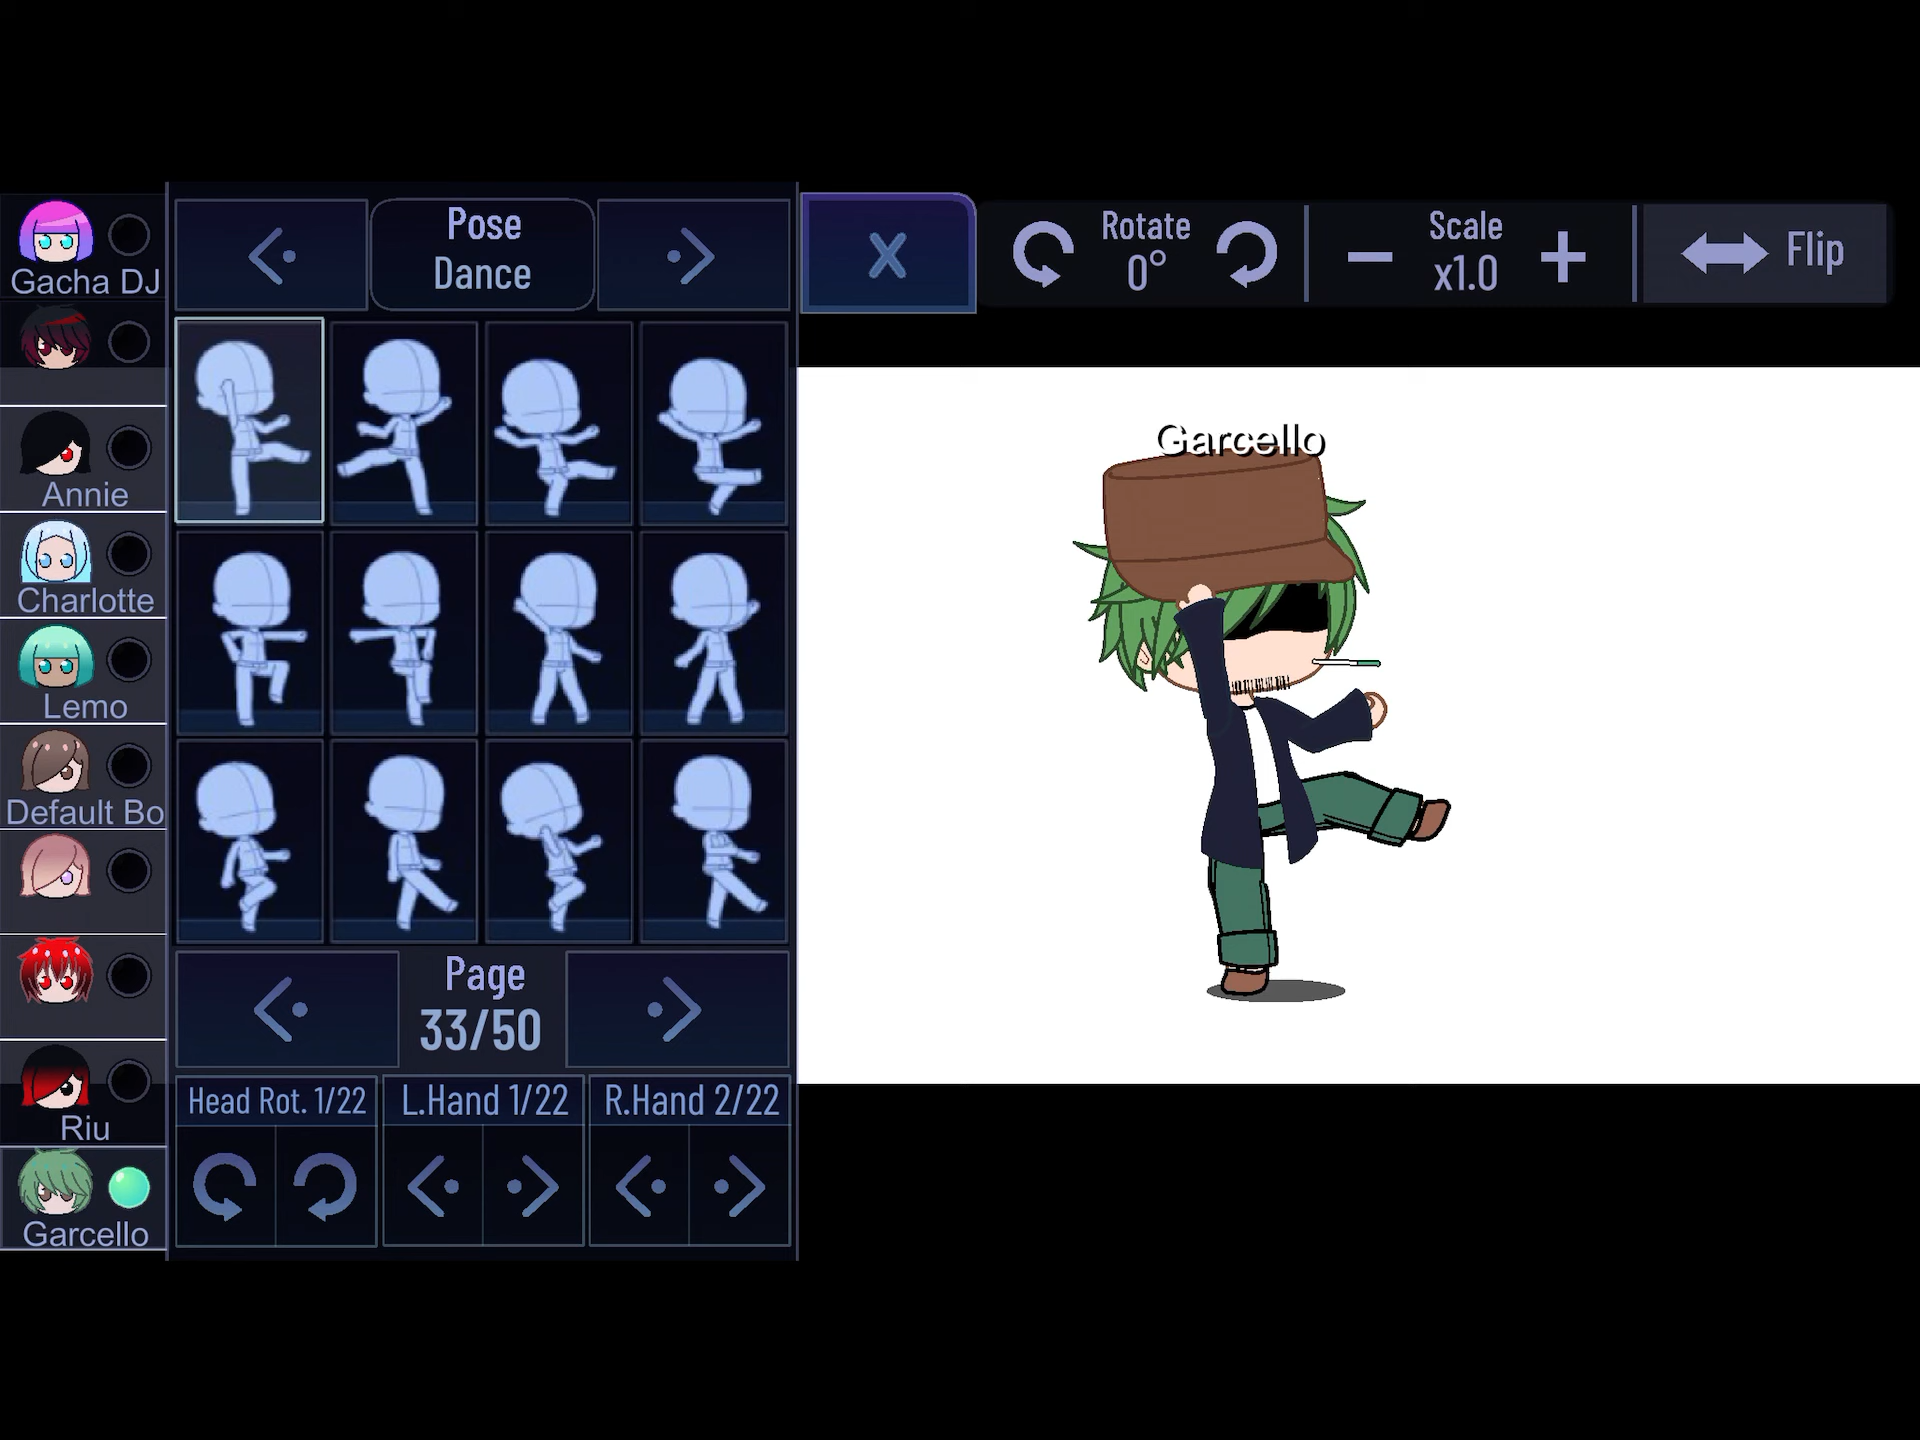 Gacha DJ
Annie
Charlotte
Lemo
Default Bo
Riu
Garcello
Pose
Dance
Page
33/50
Head Rot. 1/22
L.Hand 1/22
R.Hand 2/22
X
Rotate
0°
Scale
x1.0
Flip
Garcello